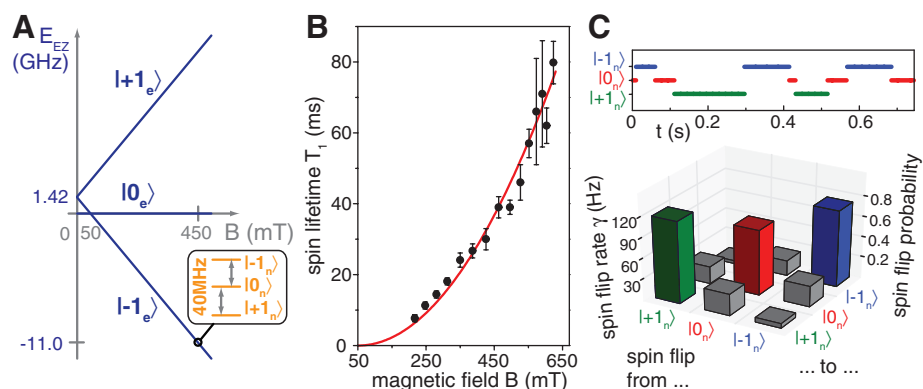 A
E_EZ
(GHz)
|+1_e⟩
1.42
|0_e⟩
0 50 450 B (mT)
40MHz
|-1_n⟩
|0_n⟩
|+1_n⟩
|-1_e⟩
-11.0
B
spin lifetime T_1 (ms)
80
60
40
20
0
50 250 450 650
magnetic field B (mT)
C
|-1_n⟩
|0_n⟩
|+1_n⟩
0 0.2 0.4 0.6
t (s)
spin flip rate γ (Hz)
120
90
60
30
spin flip probability
0.8
0.6
0.4
0.2
|+1_n⟩ |0_n⟩ |-1_n⟩
|+1_n⟩ |0_n⟩ |-1_n⟩
spin flip
from ...
... to ...